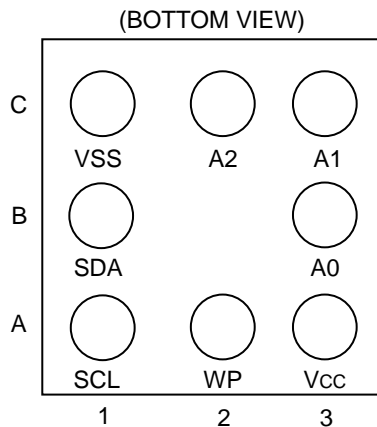 (BOTTOM VIEW)
C
VSS A2 A1
B
SDA A0
A
SCL WP Vcc
1 2 3